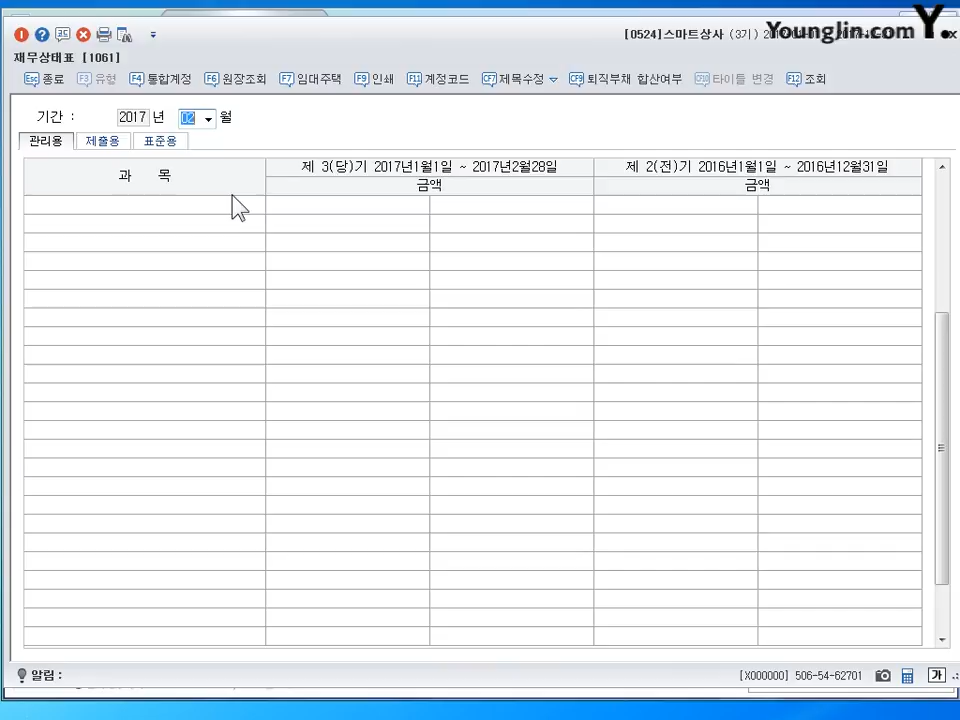 Younglin.com Y.
[0524]스마트상사 (3기)
재무상태표 [1061]
Esc 종료 F3 유형 F4 통합계정 F6 원장조회 F7 임대주택 F9 인쇄 F11 계정코드 CF7 제목수정 CF9 퇴직부채 합산여부 CF10 타이틀 변경 F12 조회
기간 : 2017 년 02 월
관리용 제출용 표준용
과 목
제 3(당)기 2017년1월1일 ~ 2017년2월28일
제 2(전)기 2016년1월1일 ~ 2016년12월31일
금액
금액
알림 :
[X000000] 506-54-62701
가